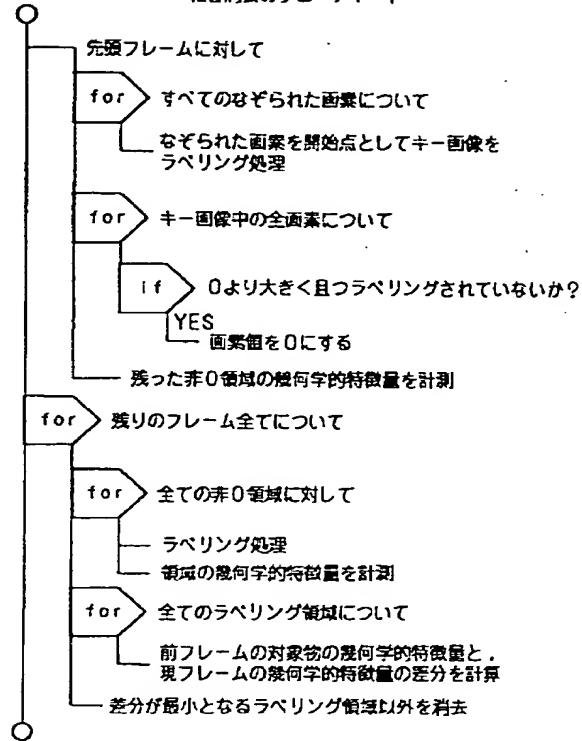 先頭フレームに対して
for すべてのなぞられた画素について
なぞられた画素を開始点としてキー画像を
ラベリング処理
for キー画像中の全画素について
if 0より大きく且つラベリングされていないか?
YES
画素値を0にする
残った非0領域の幾何学的特徴量を計測
for 残りのフレーム全てについて
for 全ての非0領域に対して
ラベリング処理
領域の幾何学的特徴量を計測
for 全てのラベリング領域について
前フレームの対象物の幾何学的特徴量と,
現フレームの幾何学的特徴量の差分を計算
差分が最小となるラベリング領域以外を消去